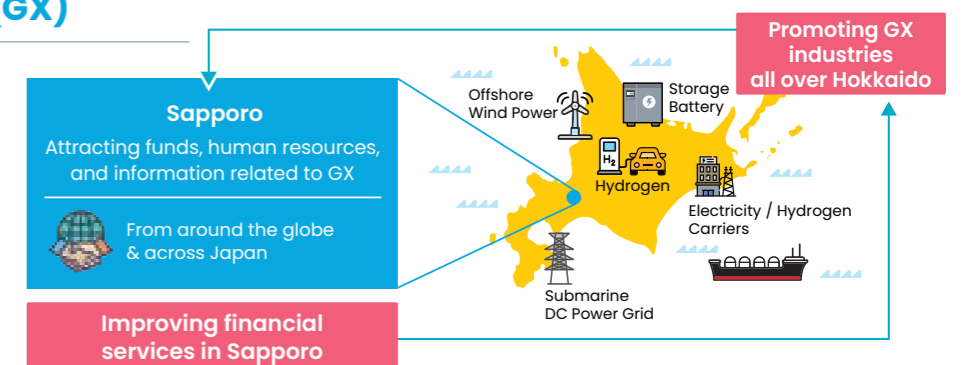 (GX)
Promoting GX
industries
all over Hokkaido
Sapporo
Attracting funds, human resources,
and information related to GX
From around the globe
& across Japan
Improving financial
services in Sapporo
Offshore
Wind Power
Storage
Battery
H2
Hydrogen
Electricity / Hydrogen
Carriers
Submarine
DC Power Grid